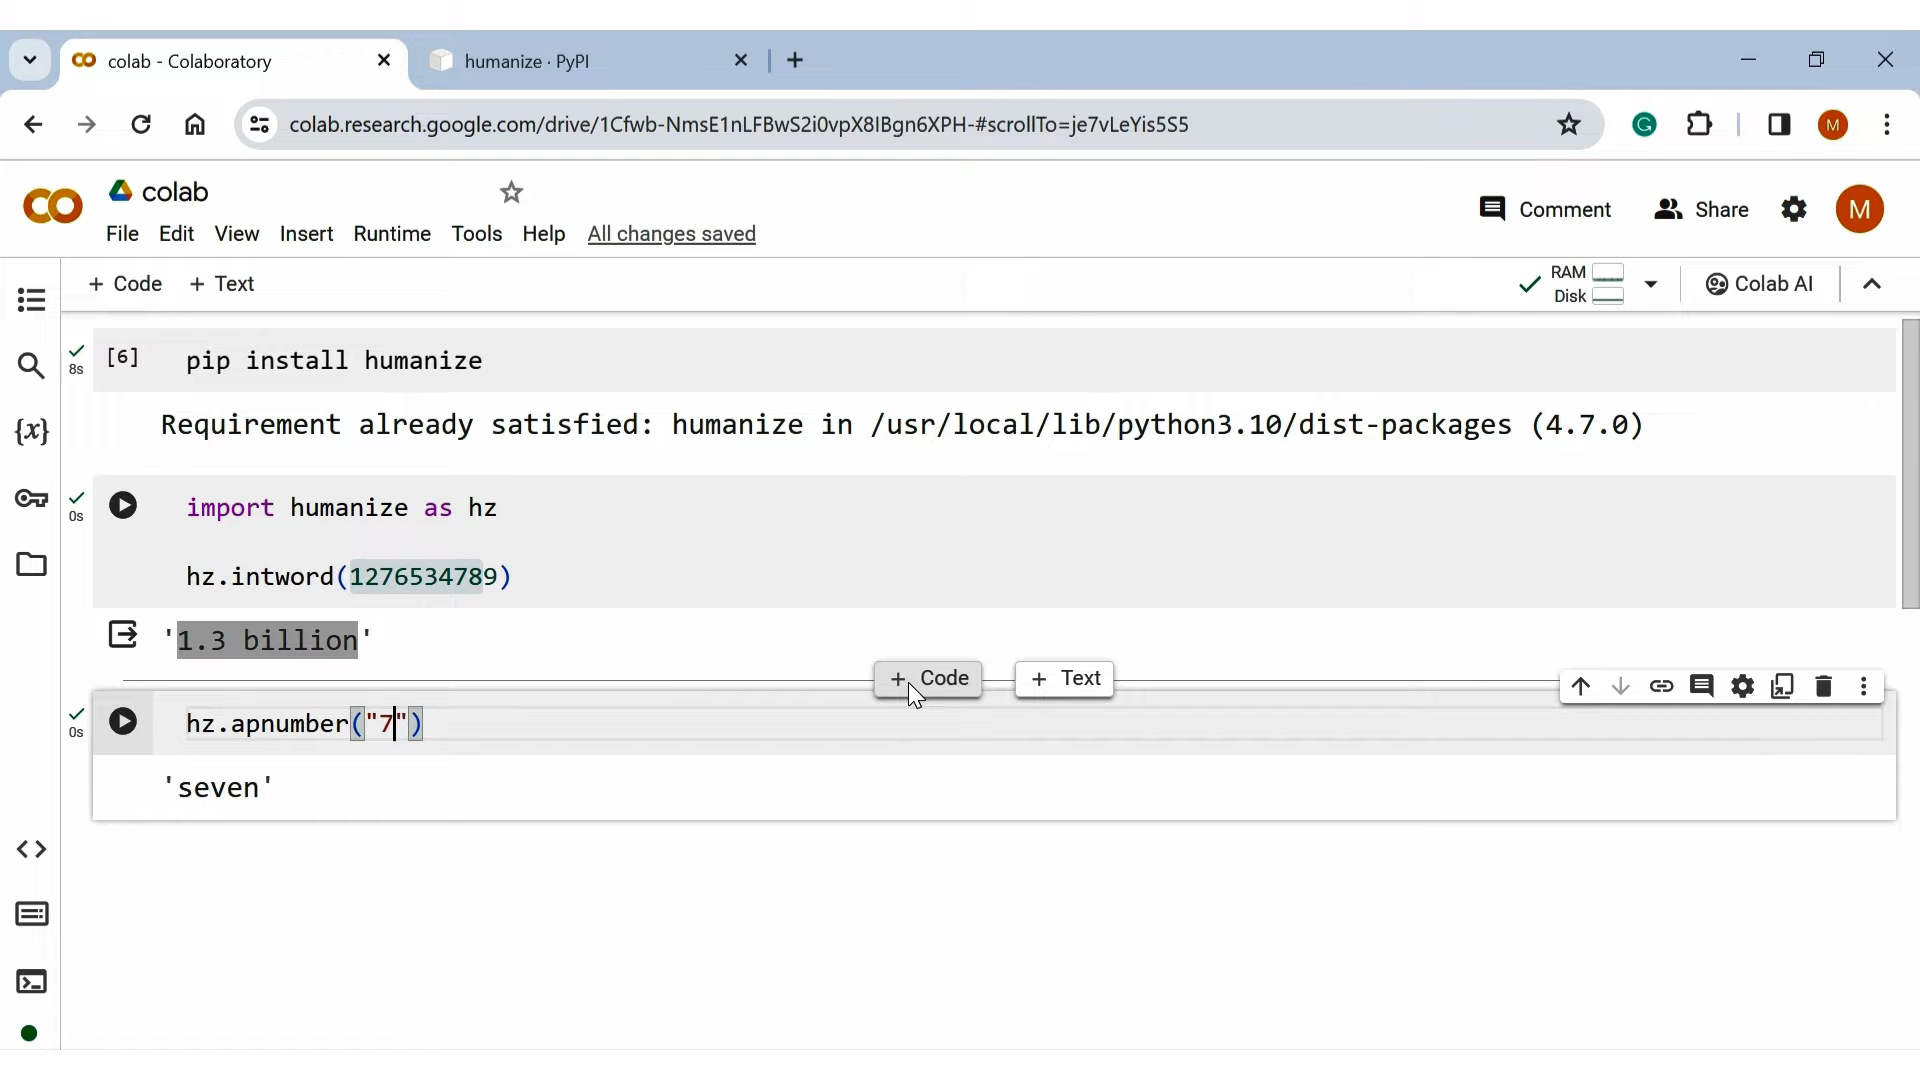 colab - Colaboratory
humanize · PyPI
colab.research.google.com/drive/1Cfwb-NmsE1nLFBwS2i0vpX8IBgn6XPH-#scrollTo=je7vLeYis5S5
M
colab
Comment
Share
M
File Edit View Insert Runtime Tools Help All changes saved
+ Code + Text
RAM
Disk
Colab AI
8s
[6]
pip install humanize
Requirement already satisfied: humanize in /usr/local/lib/python3.10/dist-packages (4.7.0)
{x}
0s
import humanize as hz
hz.intword(1276534789)
'1.3 billion'
+ Code
+ Text
0s
hz.apnumber("7")
'seven'